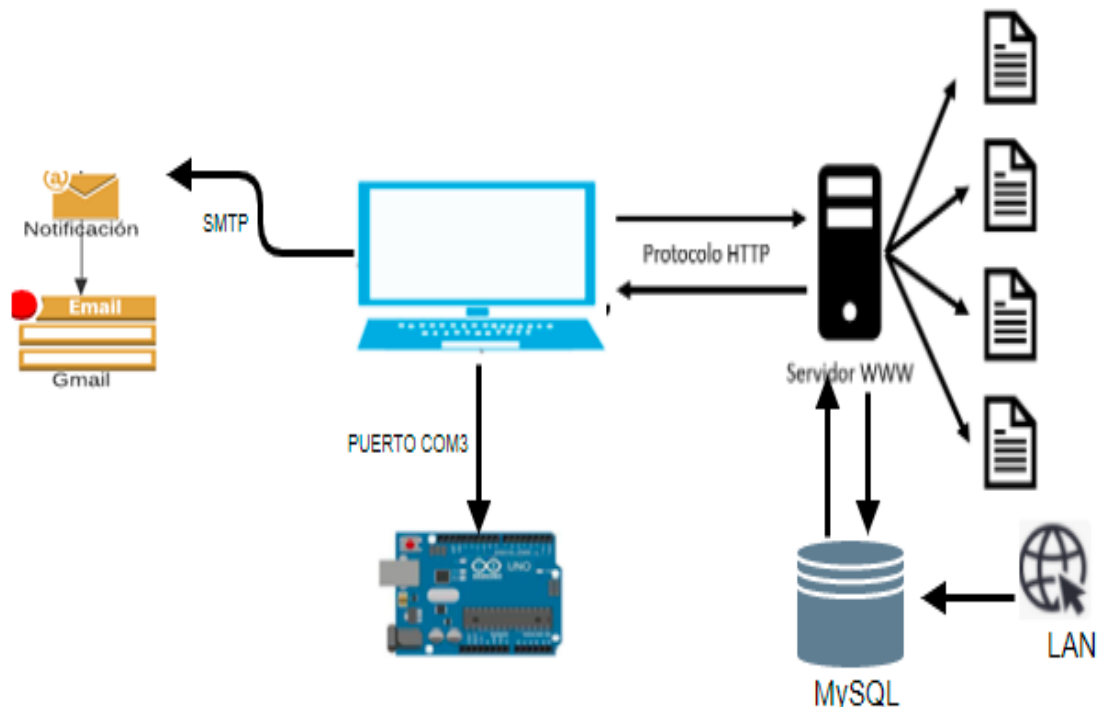 (a)
Notificación
Email
Gmail
SMTP
Protocolo HTTP
Servidor WWW
PUERTO COM3
UNO
LAN
MySQL